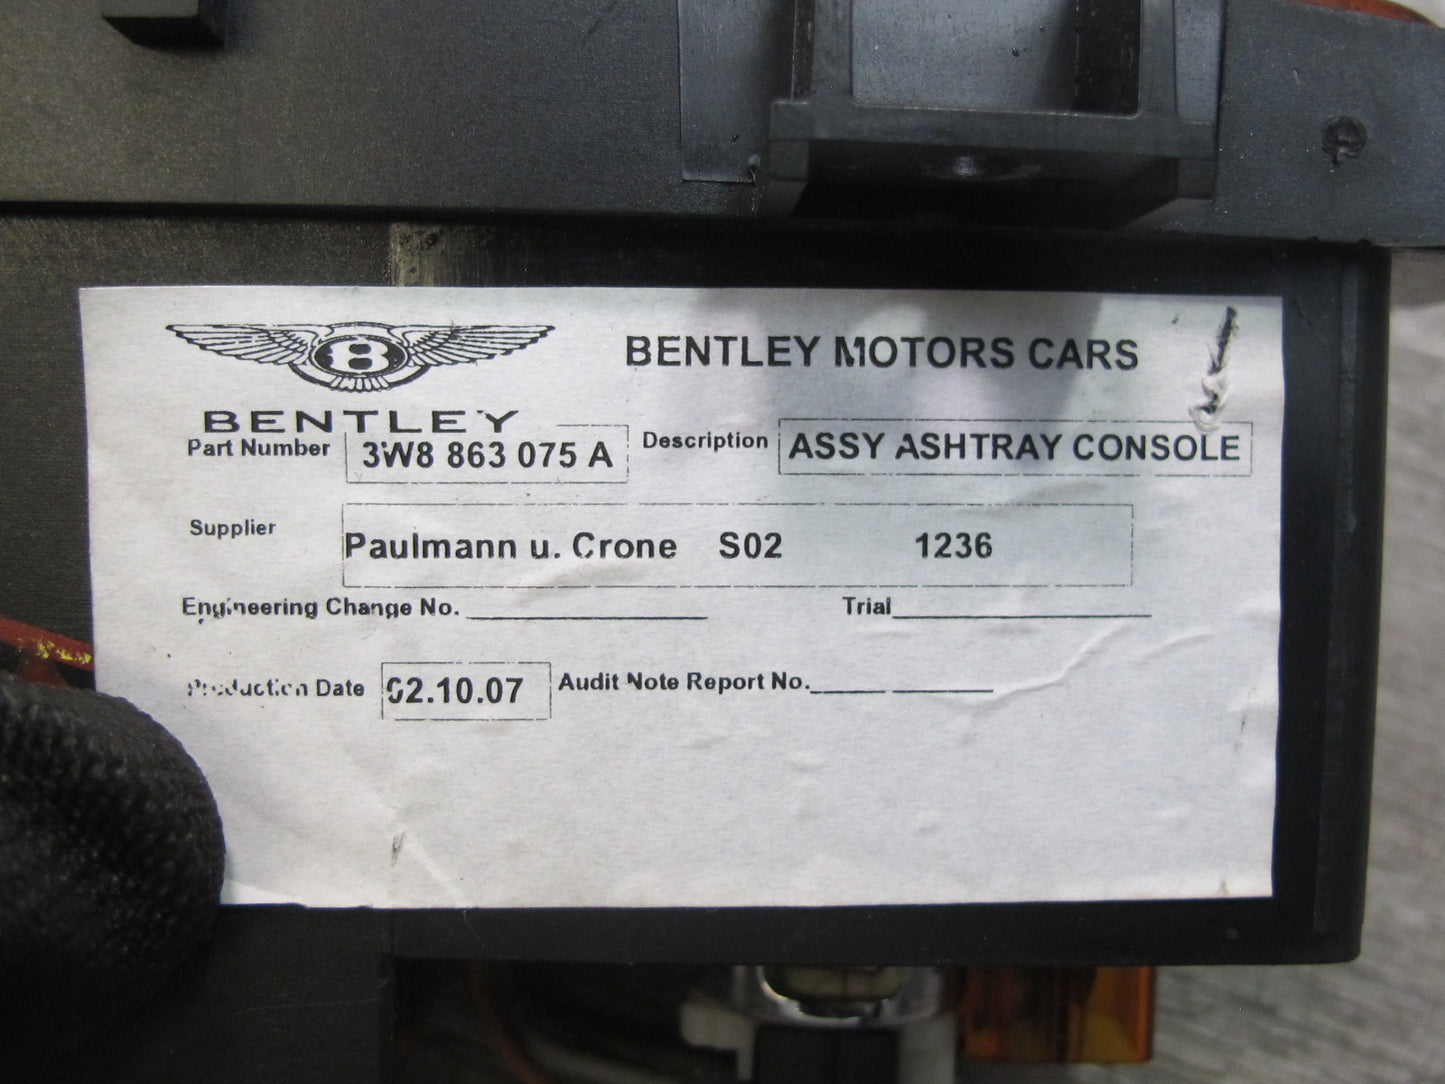 B
BENTLEY MOTORS CARS
BENTLEY
Part Number 3W8 863 075 A Description ASSY ASHTRAY CONSOLE
Supplier Paulmann u. Crone S02 1236
Engineering Change No. Trial
Production Date 02.10.07 Audit Note Report No.